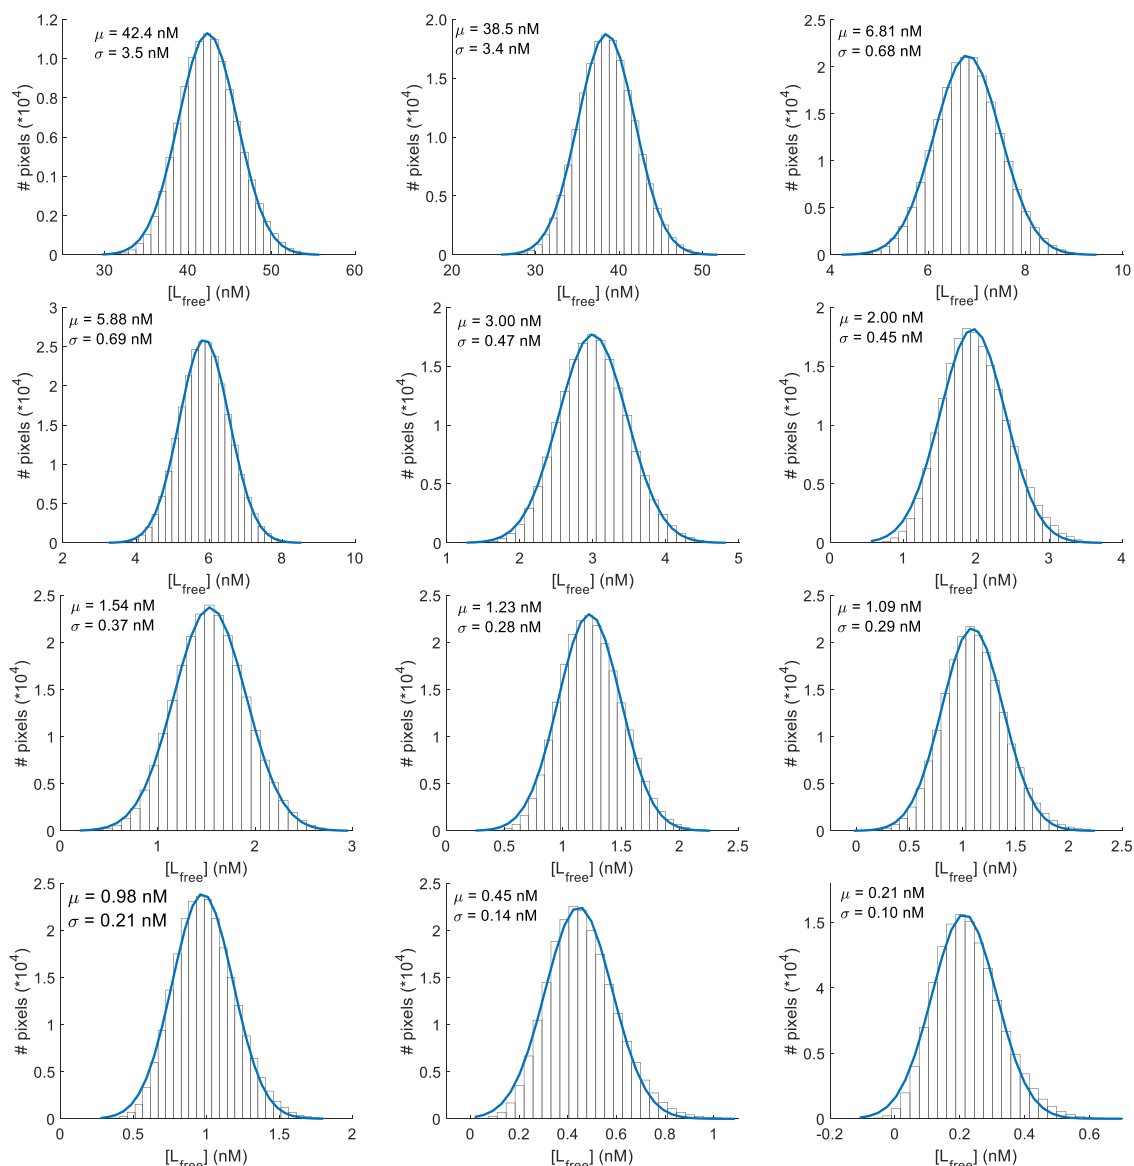 μ = 42.4 nM
σ = 3.5 nM
# pixels (*10^4)
1.2
1.0
0.8
0.6
0.1
0.2
0
30 40 50 60
[L_free] (nM)
μ = 38.5 nM
σ = 3.4 nM
# pixels (*10^4)
2.0
1.5
1.0
0.5
0
20 30 40 50
[L_free] (nM)
μ = 6.81 nM
σ = 0.68 nM
# pixels (*10^4)
2.5
2
1.5
1
0.5
0
4 6 8 10
[L_free] (nM)
μ = 5.88 nM
σ = 0.69 nM
# pixels (*10^4)
3
2.5
2
1.5
1
0.5
0
2 4 6 8 10
[L_free] (nM)
μ = 3.00 nM
σ = 0.47 nM
# pixels (*10^4)
2
1.5
1
0.5
0
1 2 3 4 5
[L_free] (nM)
μ = 2.00 nM
σ = 0.45 nM
# pixels (*10^4)
2
1.5
1
0.5
0
0 1 2 3 4
[L_free] (nM)
μ = 1.54 nM
σ = 0.37 nM
# pixels (*10^4)
2.5
2
1.5
1
0.5
0
0 1 2 3
[L_free] (nM)
μ = 1.23 nM
σ = 0.28 nM
# pixels (*10^4)
2.5
2
1.5
1
0.5
0
0 0.5 1 1.5 2 2.5
[L_free] (nM)
μ = 1.09 nM
σ = 0.29 nM
# pixels (*10^4)
2.5
2
1.5
1
0.5
0
0 0.5 1 1.5 2 2.5
[L_free] (nM)
μ = 0.98 nM
σ = 0.21 nM
# pixels (*10^4)
2.5
2
1.5
1
0.5
0
0 0.5 1 1.5 2
[L_free] (nM)
μ = 0.45 nM
σ = 0.14 nM
# pixels (*10^4)
2.5
2
1.5
1
0.5
0
0 0.2 0.4 0.6 0.8 1
[L_free] (nM)
μ = 0.21 nM
σ = 0.10 nM
# pixels (*10^4)
1.5
4
0.5
0
-0.2 0 0.2 0.4 0.6
[L_free] (nM)